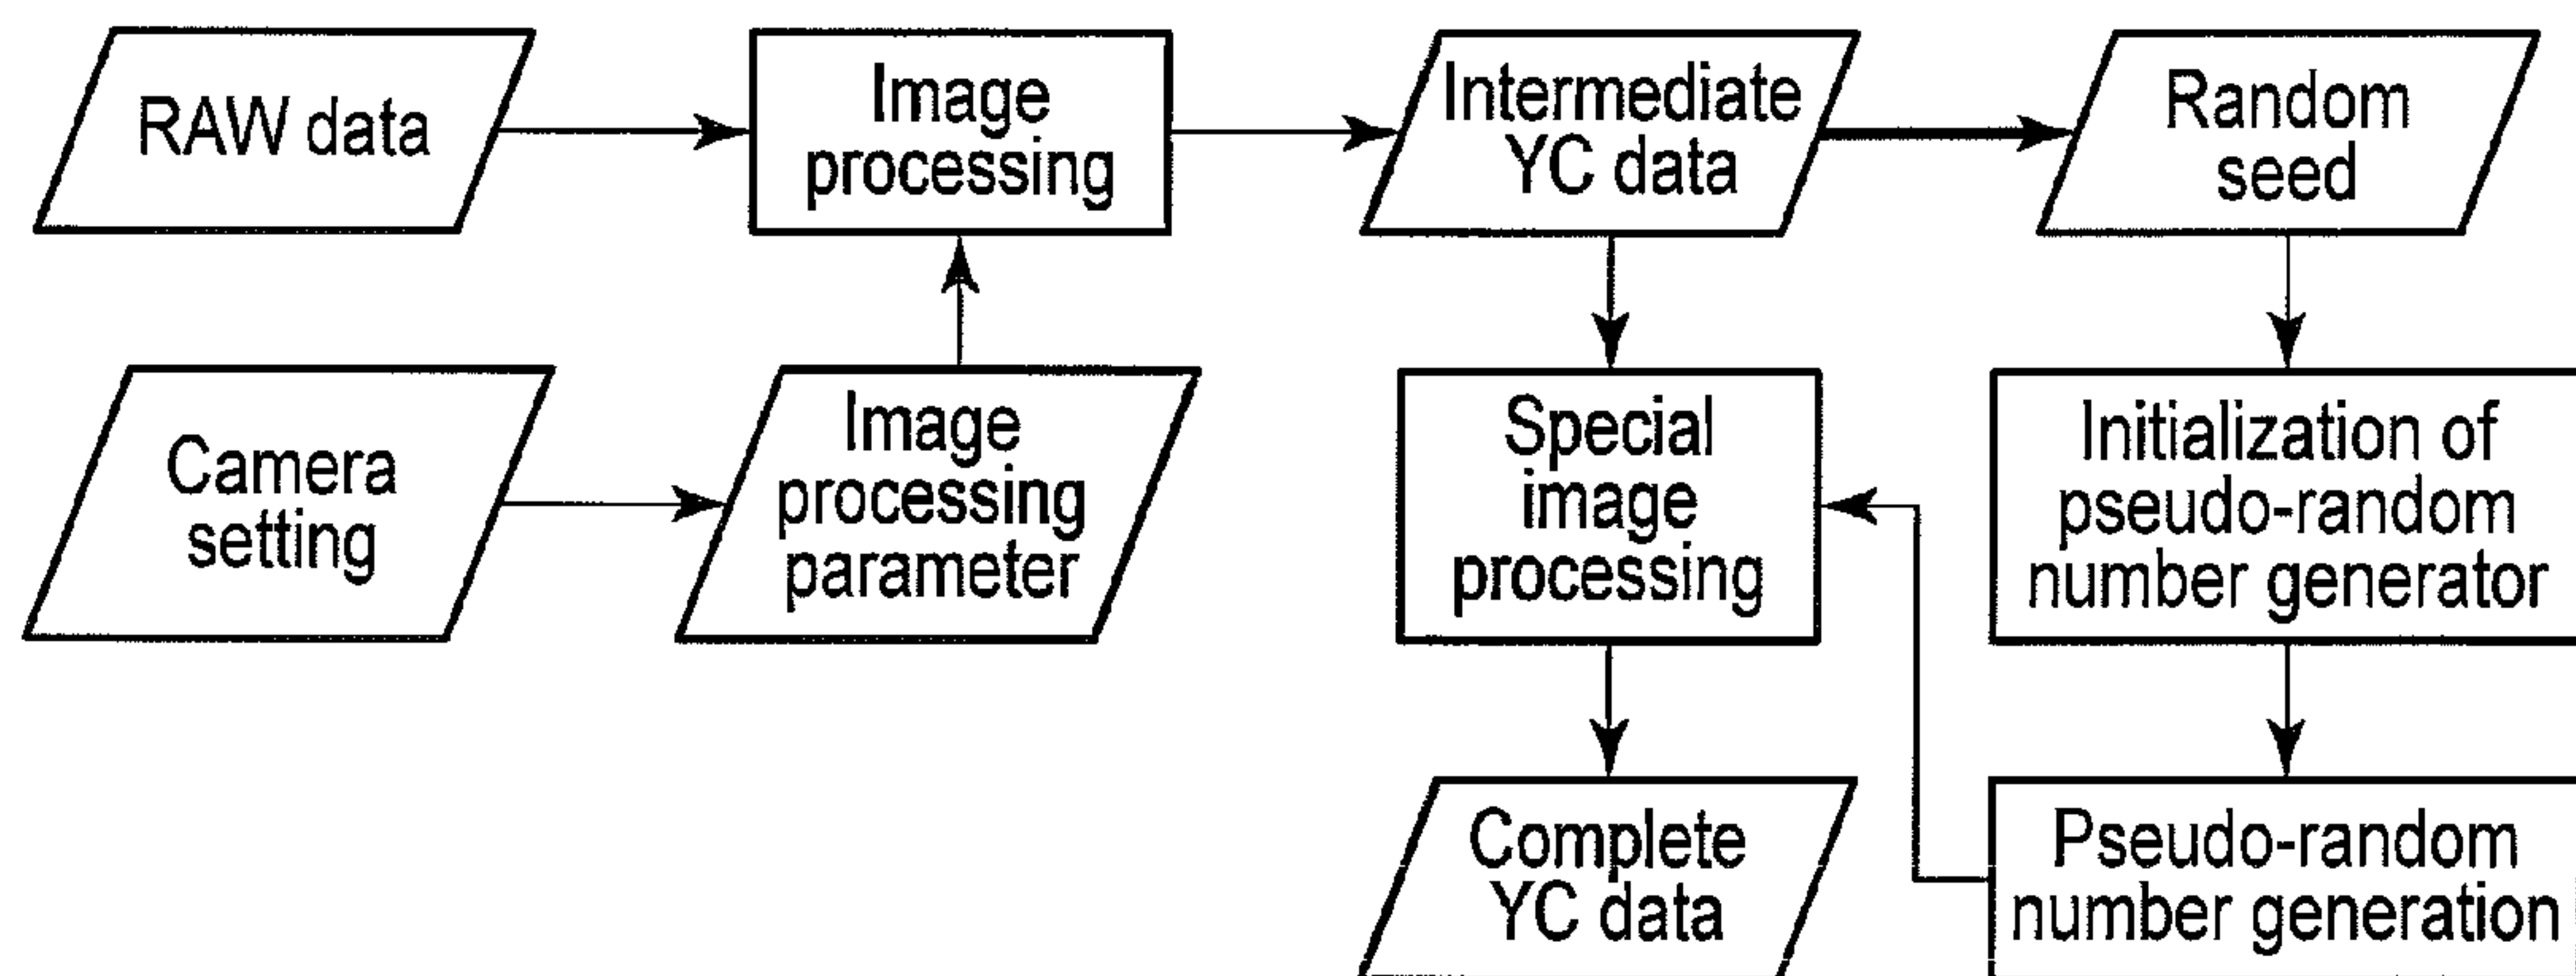 RAW data
Image
processing
Intermediate
YC data
Random
seed
Camera
setting
Image
processing
parameter
Special
image
processing
Initialization of
pseudo-random
number generator
Complete
YC data
Pseudo-random
number generation